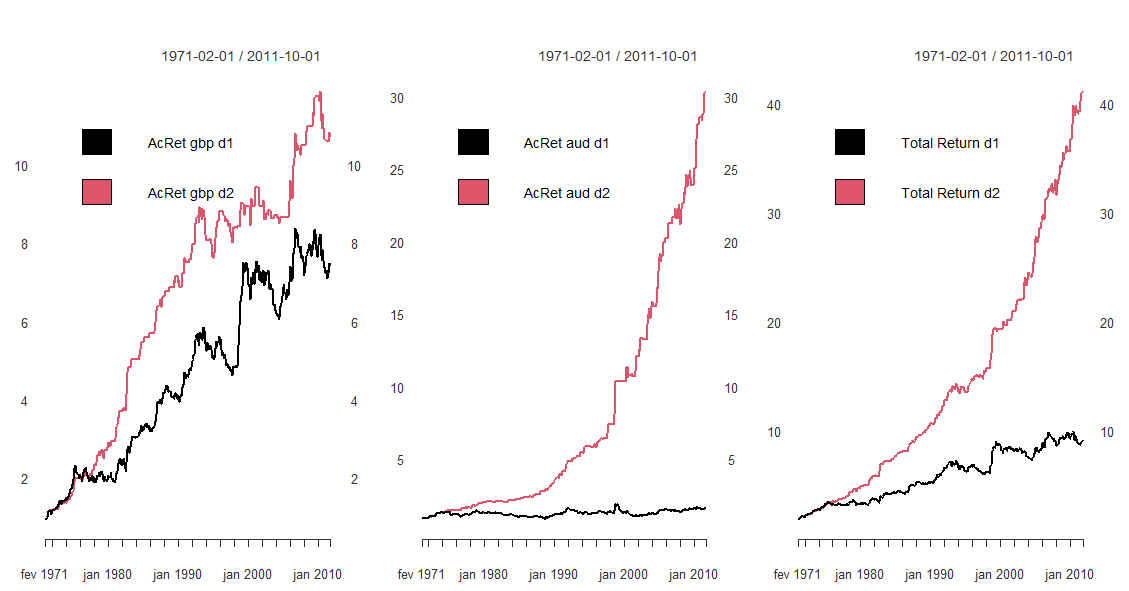 1971-02-01 / 2011-10-01
AcRet gbp d1
AcRet gbp d2
10
8
6
4
2
10
8
6
4
2
fev 1971 jan 1980 jan 1990 jan 2000 jan 2010
1971-02-01 / 2011-10-01
AcRet aud d1
AcRet aud d2
30
25
20
15
10
5
30
25
20
15
10
5
fev 1971 jan 1980 jan 1990 jan 2000 jan 2010
1971-02-01 / 2011-10-01
Total Return d1
Total Return d2
40
30
20
10
40
30
20
10
fev 1971 jan 1980 jan 1990 jan 2000 jan 2010